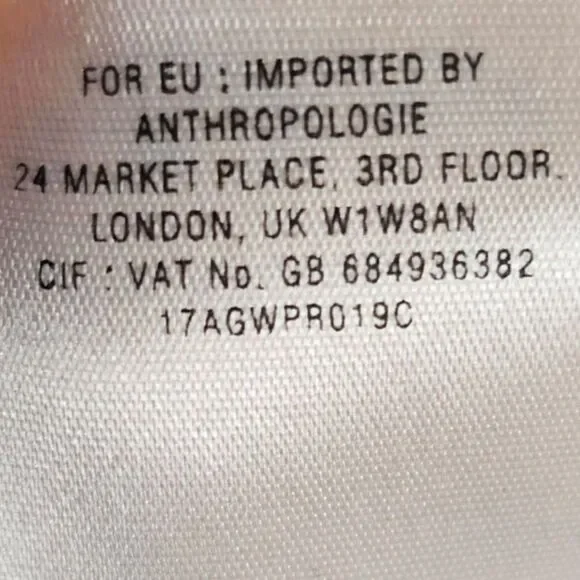 FOR EU : IMPORTED BY
ANTHROPOLOGIE
24 MARKET PLACE, 3RD FLOOR.
LONDON, UK W1W8AN
CIF : VAT No. GB 684936382
17AGWPR019C